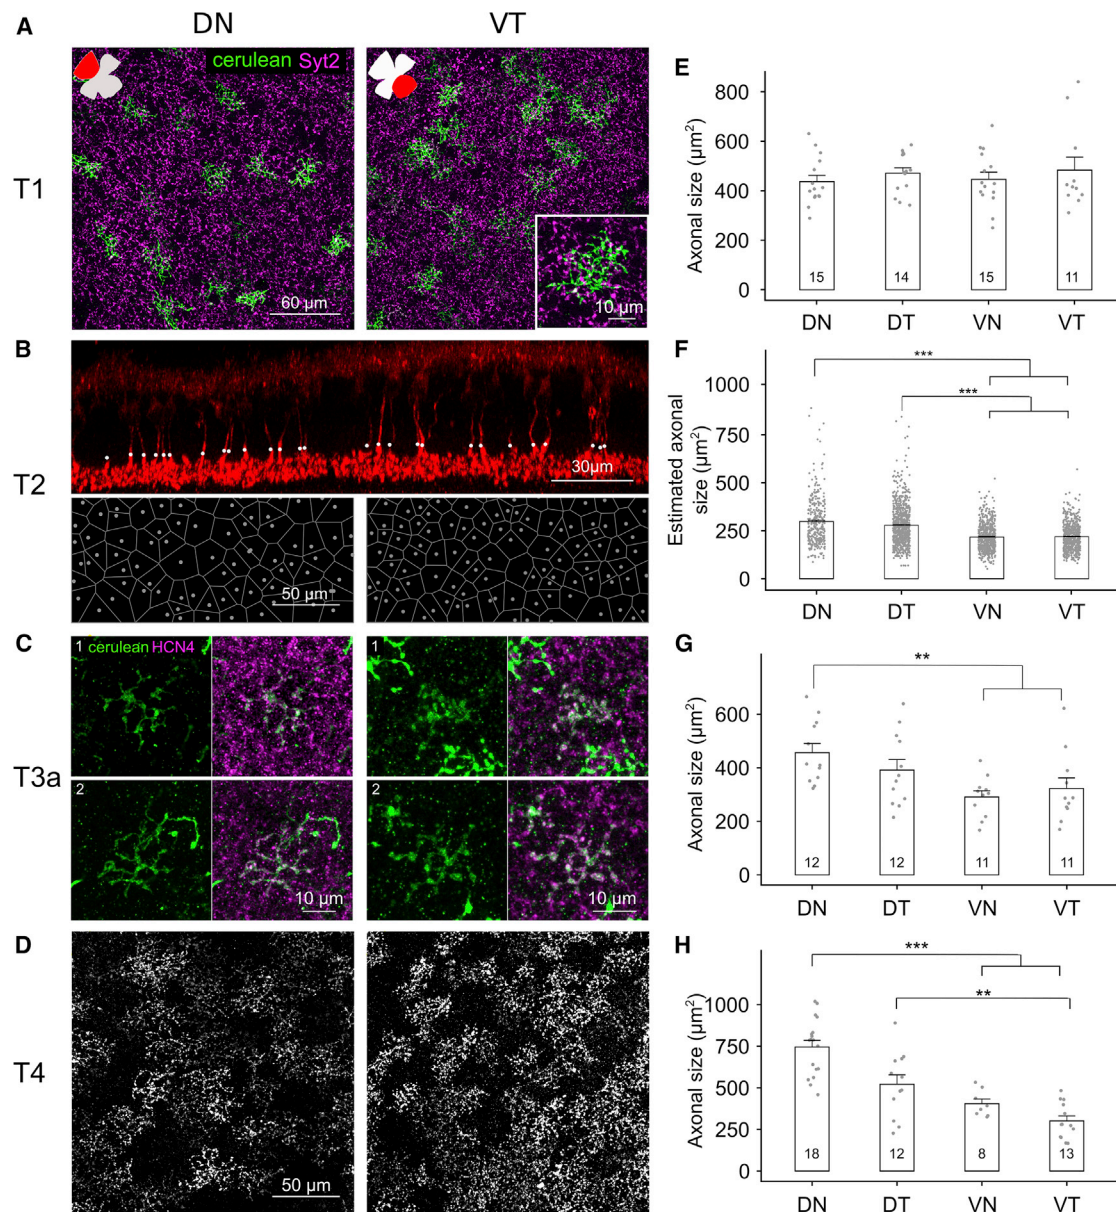 DN
VT
A
T1
cerulean Syt2
60 µm
10 µm
B
T2
30µm
50 µm
C
T3a
1 cerulean HCN4
2
10 µm
1
2
10 µm
D
T4
50 µm
E
Axonal size (µm²)
800
600
400
200
0
15
14
15
11
DN
DT
VN
VT
F
Estimated axonal
size (µm²)
1000
750
500
250
0
***
***
DN
DT
VN
VT
G
Axonal size (µm²)
600
400
200
0
**
12
12
11
11
DN
DT
VN
VT
H
Axonal size (µm²)
1000
750
500
250
0
***
**
18
12
8
13
DN
DT
VN
VT